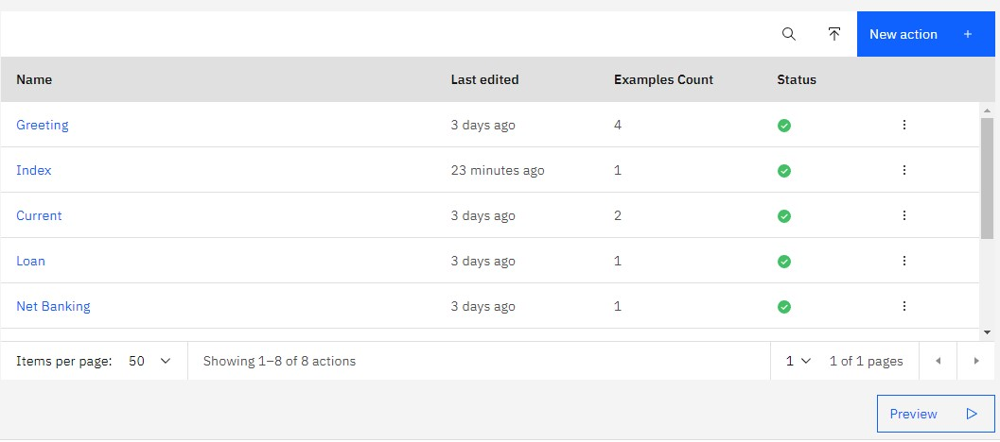 New action
Name Last edited Examples Count Status
Greeting 3 days ago 4
Index 23 minutes ago 1
Current 3 days ago 2
Loan 3 days ago 1
Net Banking 3 days ago 1
Items per page: 50 Showing 1–8 of 8 actions 1 1 of 1 pages
Preview